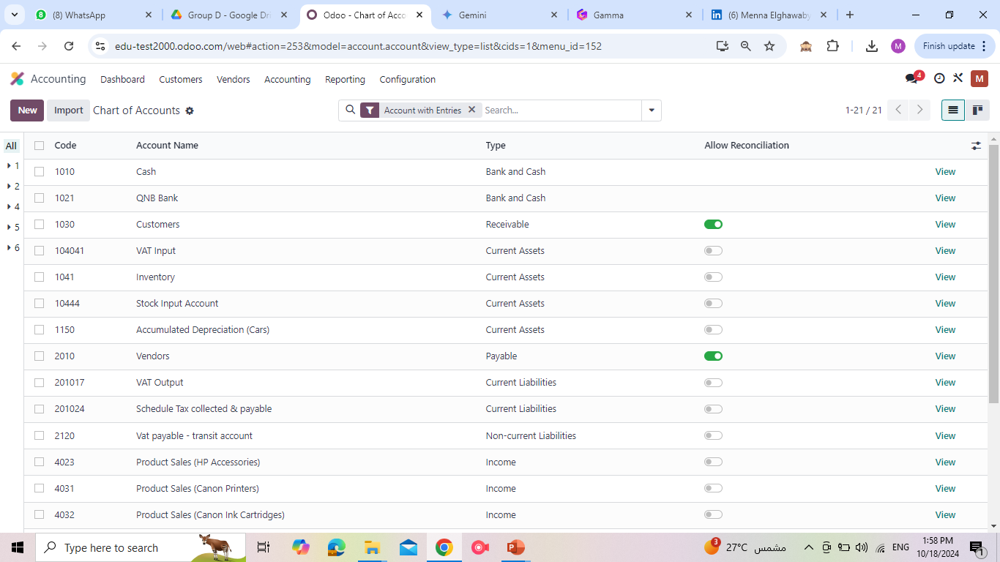 (8) WhatsApp
Group D - Google Dri
Odoo - Chart of Acco
Gemini
Gamma
(6) Menna Elghawaby
edu-test2000.odoo.com/web#action=253&model=account.account&view_type=list&cids=1&menu_id=152
M
Finish update
Accounting Dashboard Customers Vendors Accounting Reporting Configuration
4
M
New Import Chart of Accounts
Account with Entries Search...
1-21 / 21
All Code Account Name Type Allow Reconciliation
1
2
4
5
6
1010 Cash Bank and Cash View
1021 QNB Bank Bank and Cash View
1030 Customers Receivable View
104041 VAT Input Current Assets View
1041 Inventory Current Assets View
10444 Stock Input Account Current Assets View
1150 Accumulated Depreciation (Cars) Current Assets View
2010 Vendors Payable View
201017 VAT Output Current Liabilities View
201024 Schedule Tax collected & payable Current Liabilities View
2120 Vat payable - transit account Non-current Liabilities View
4023 Product Sales (HP Accessories) Income View
4031 Product Sales (Canon Printers) Income View
4032 Product Sales (Canon Ink Cartridges) Income View
Type here to search
3
27°C مشمس
ENG
1:58 PM
10/18/2024
1